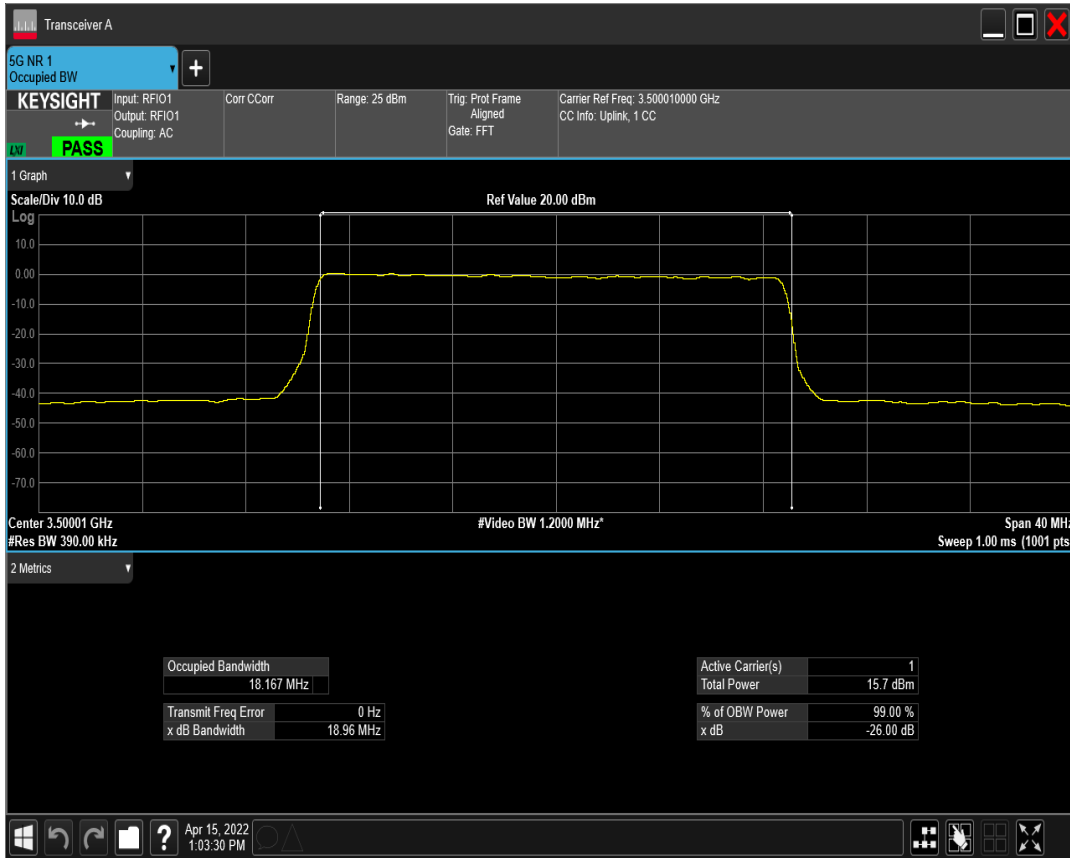 Transceiver A
5G NR 1
Occupied BW
+
KEYSIGHT
LXI
PASS
Input: RFIO1
Output: RFIO1
Coupling: AC
Corr CCorr
Range: 25 dBm
Trig: Prot Frame
Aligned
Gate: FFT
Carrier Ref Freq: 3.500010000 GHz
CC Info: Uplink, 1 CC
1 Graph
Scale/Div 10.0 dB
Ref Value 20.00 dBm
Log
10.0
0.00
-10.0
-20.0
-30.0
-40.0
-50.0
-60.0
-70.0
Center 3.50001 GHz
#Video BW 1.2000 MHz*
Span 40 MHz
#Res BW 390.00 kHz
Sweep 1.00 ms (1001 pts
2 Metrics
Occupied Bandwidth
18.167 MHz
Transmit Freq Error 0 Hz
x dB Bandwidth 18.96 MHz
Active Carrier(s) 1
Total Power 15.7 dBm
% of OBW Power 99.00 %
x dB -26.00 dB
?
Apr 15, 2022
1:03:30 PM